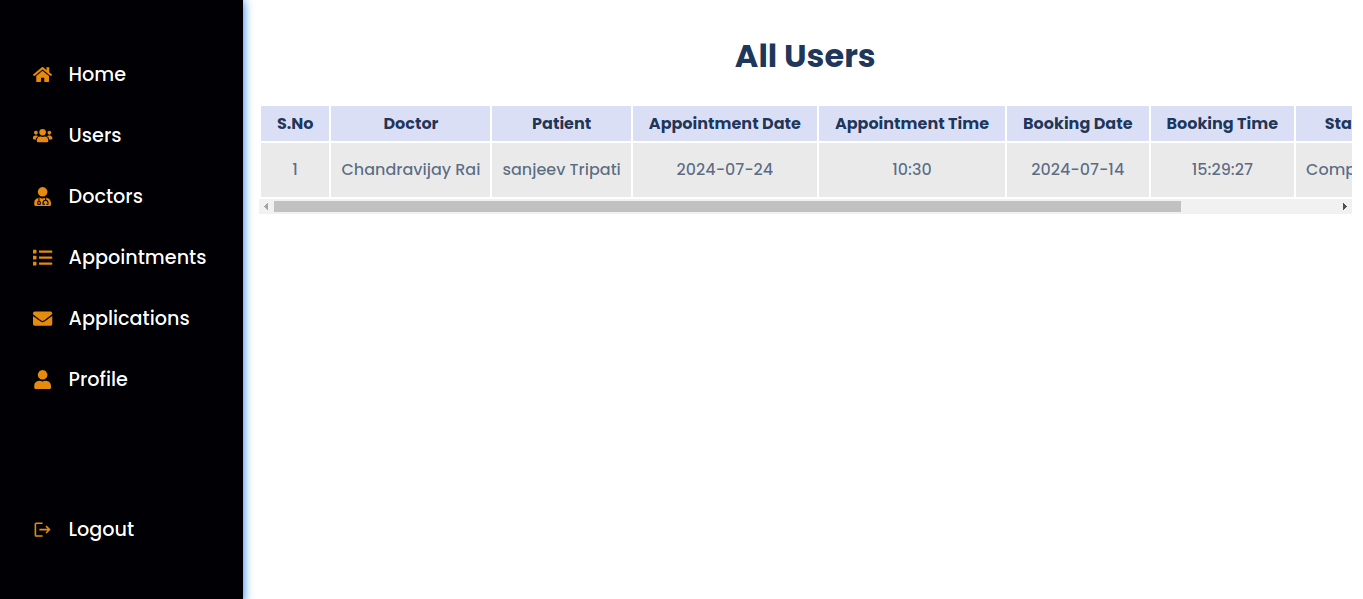 Home
Users
Doctors
Appointments
Applications
Profile
Logout
All Users
S.No Doctor Patient Appointment Date Appointment Time Booking Date Booking Time Sta
1 Chandravijay Rai sanjeev Tripati 2024-07-24 10:30 2024-07-14 15:29:27 Comp